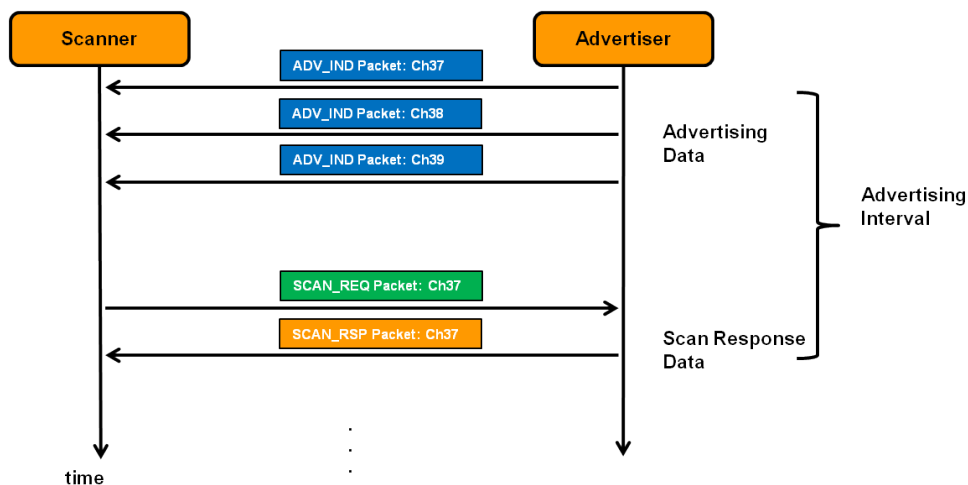 Scanner
Advertiser
ADV_IND Packet: Ch37
ADV_IND Packet: Ch38
Advertising
Data
ADV_IND Packet: Ch39
Advertising
Interval
SCAN_REQ Packet: Ch37
SCAN_RSP Packet: Ch37
Scan Response
Data
.
.
.
time